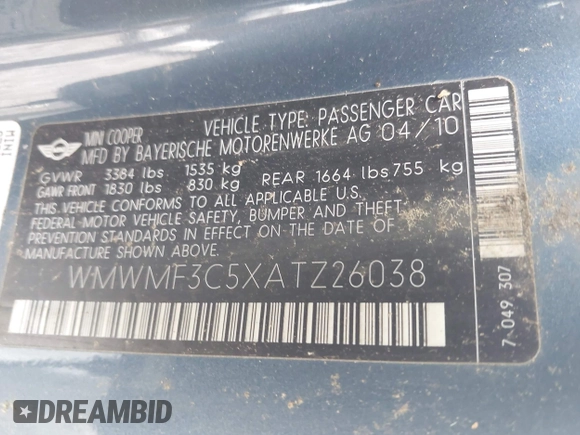 MINI
MINI COOPER
VEHICLE TYPE: PASSENGER CAR
MFD BY BAYERISCHE MOTORENWERKE AG 04/10
GVWR 3384 lbs 1535 kg
GAWR FRONT 1830 lbs 830 kg REAR 1664 lbs 755 kg
THIS VEHICLE CONFORMS TO ALL APPLICABLE U.S.
FEDERAL MOTOR VEHICLE SAFETY, BUMPER AND THEFT
PREVENTION STANDARDS IN EFFECT ON THE DATE OF
MANUFACTURE SHOWN ABOVE.
WMWMF3C5XATZ26038
7 049 307
DREAMBID